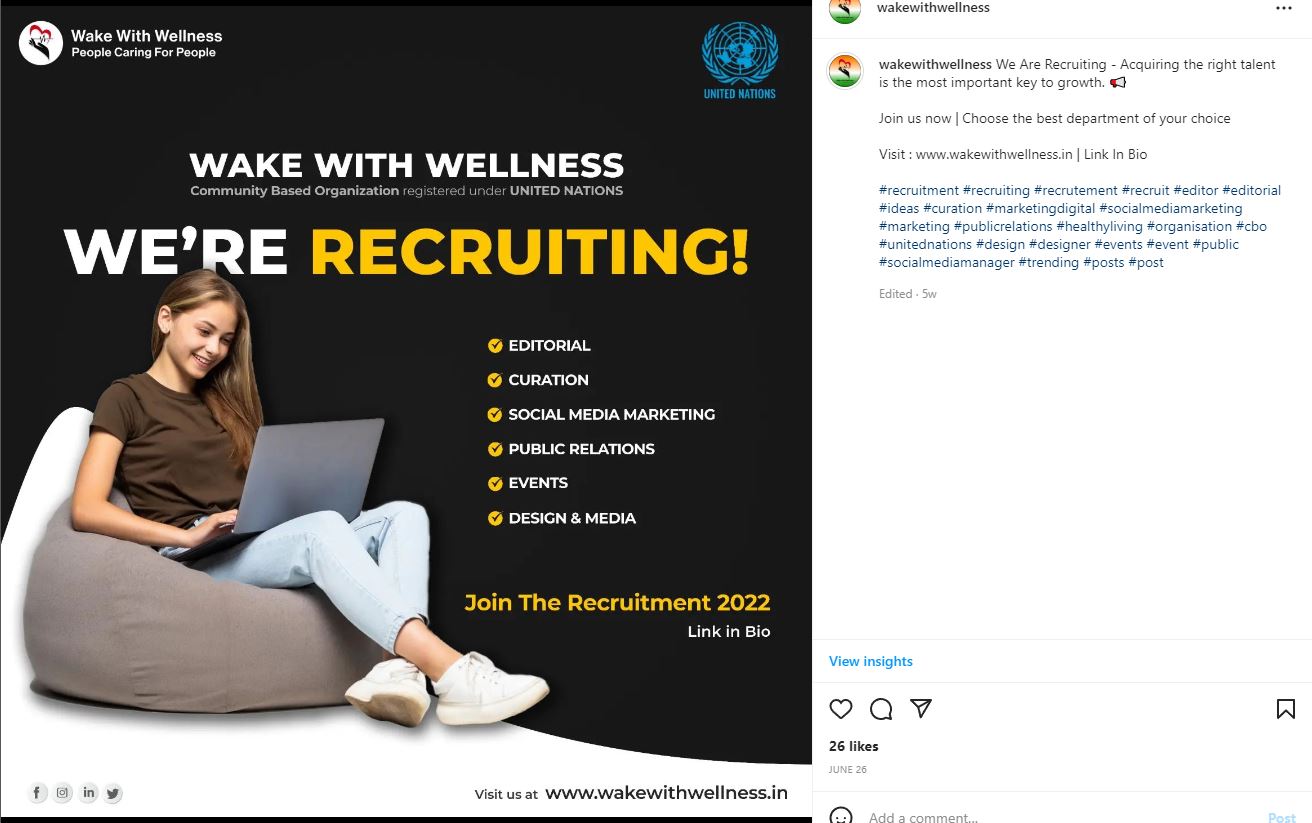 Wake With Wellness
People Caring For People
UNITED NATIONS
WAKE WITH WELLNESS
Community Based Organization registered under UNITED NATIONS
WE'RE RECRUITING!
EDITORIAL
CURATION
SOCIAL MEDIA MARKETING
PUBLIC RELATIONS
EVENTS
DESIGN & MEDIA
Join The Recruitment 2022
Link in Bio
Visit us at www.wakewithwellness.in
wakewithwellness
wakewithwellness We Are Recruiting - Acquiring the right talent
is the most important key to growth.
Join us now | Choose the best department of your choice
Visit : www.wakewithwellness.in | Link In Bio
#recruitment #recruiting #recrutement #recruit #editor #editorial
#ideas #curation #marketingdigital #socialmediamarketing
#marketing #publicrelations #healthyliving #organisation #cbo
#unitednations #design #designer #events #event #public
#socialmediamanager #trending #posts #post
Edited · 5w
View insights
26 likes
JUNE 26
Add a comment...
Post